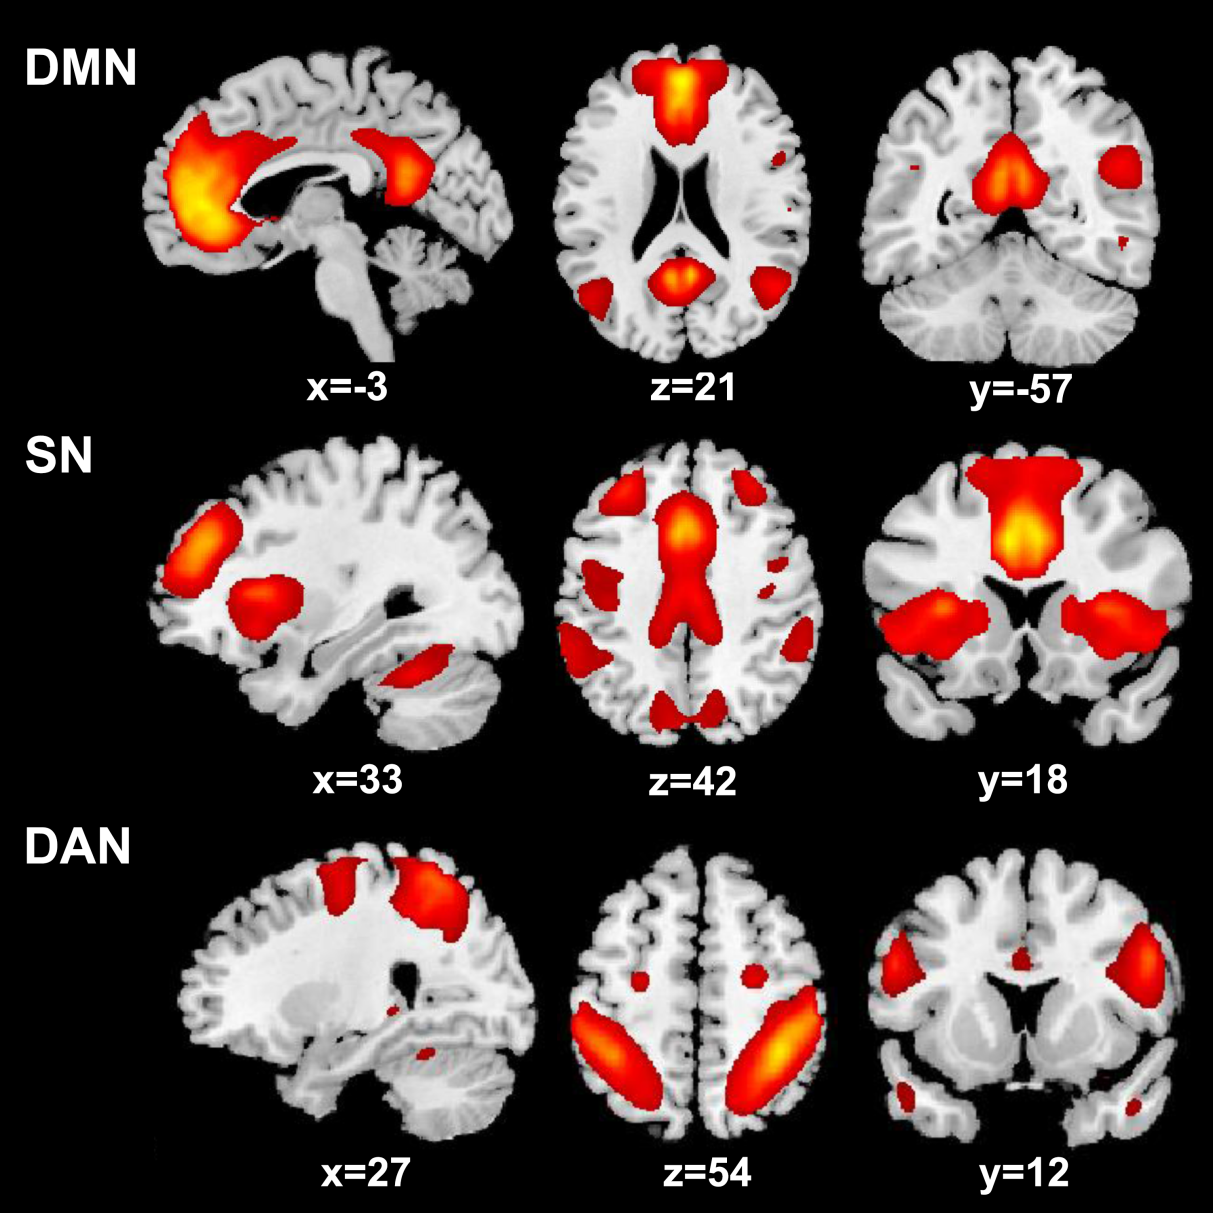 DMN
x=-3
z=21
y=-57
SN
x=33
z=42
y=18
DAN
x=27
z=54
y=12